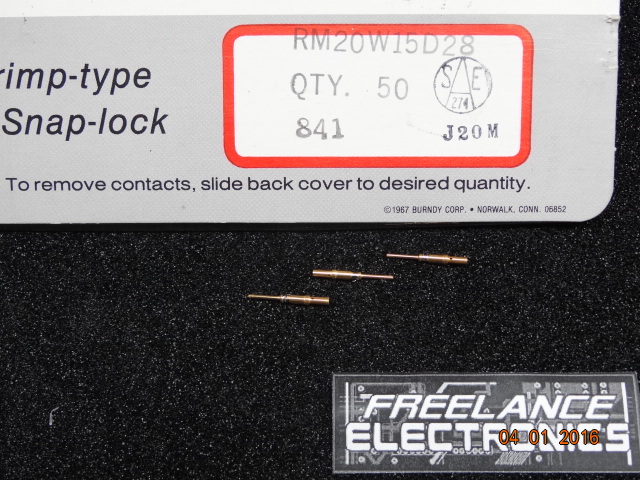 RM20W15D28
rimp-type
QTY. 50
S A E
274
Snap-lock
841
J20M
To remove contacts, slide back cover to desired quantity.
©1967 BURNDY CORP. • NORWALK, CONN. 06852
FREELANCE
ELECTRONICS
04 01 2016